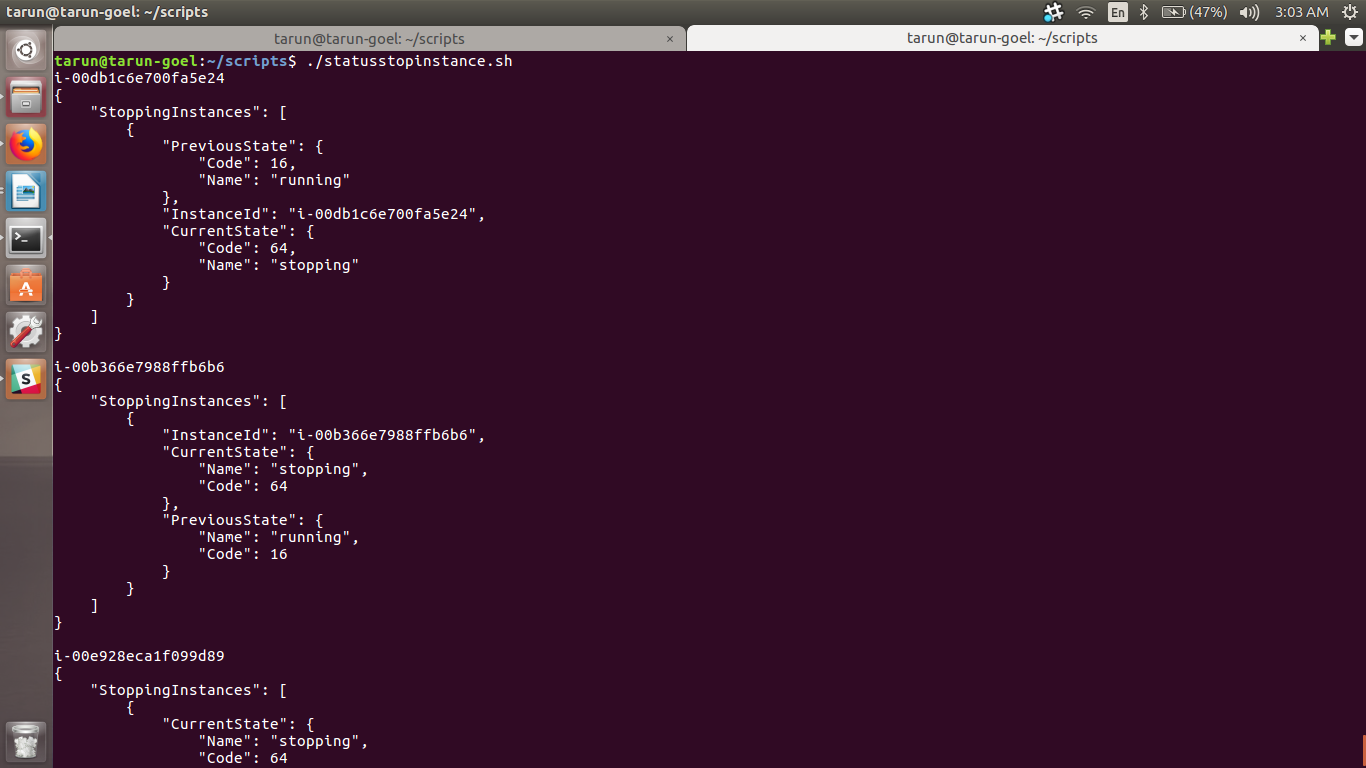 tarun@tarun-goel: ~/scripts
En
(47%)
3:03 AM
tarun@tarun-goel: ~/scripts ×
tarun@tarun-goel: ~/scripts ×
tarun@tarun-goel:~/scripts$ ./statusstopinstance.sh
i-00db1c6e700fa5e24
{
    "StoppingInstances": [
        {
            "PreviousState": {
                "Code": 16,
                "Name": "running"
            },
            "InstanceId": "i-00db1c6e700fa5e24",
            "CurrentState": {
                "Code": 64,
                "Name": "stopping"
            }
        }
    ]
}
i-00b366e7988ffb6b6
{
    "StoppingInstances": [
        {
            "InstanceId": "i-00b366e7988ffb6b6",
            "CurrentState": {
                "Name": "stopping",
                "Code": 64
            },
            "PreviousState": {
                "Name": "running",
                "Code": 16
            }
        }
    ]
}
i-00e928eca1f099d89
{
    "StoppingInstances": [
        {
            "CurrentState": {
                "Name": "stopping",
                "Code": 64